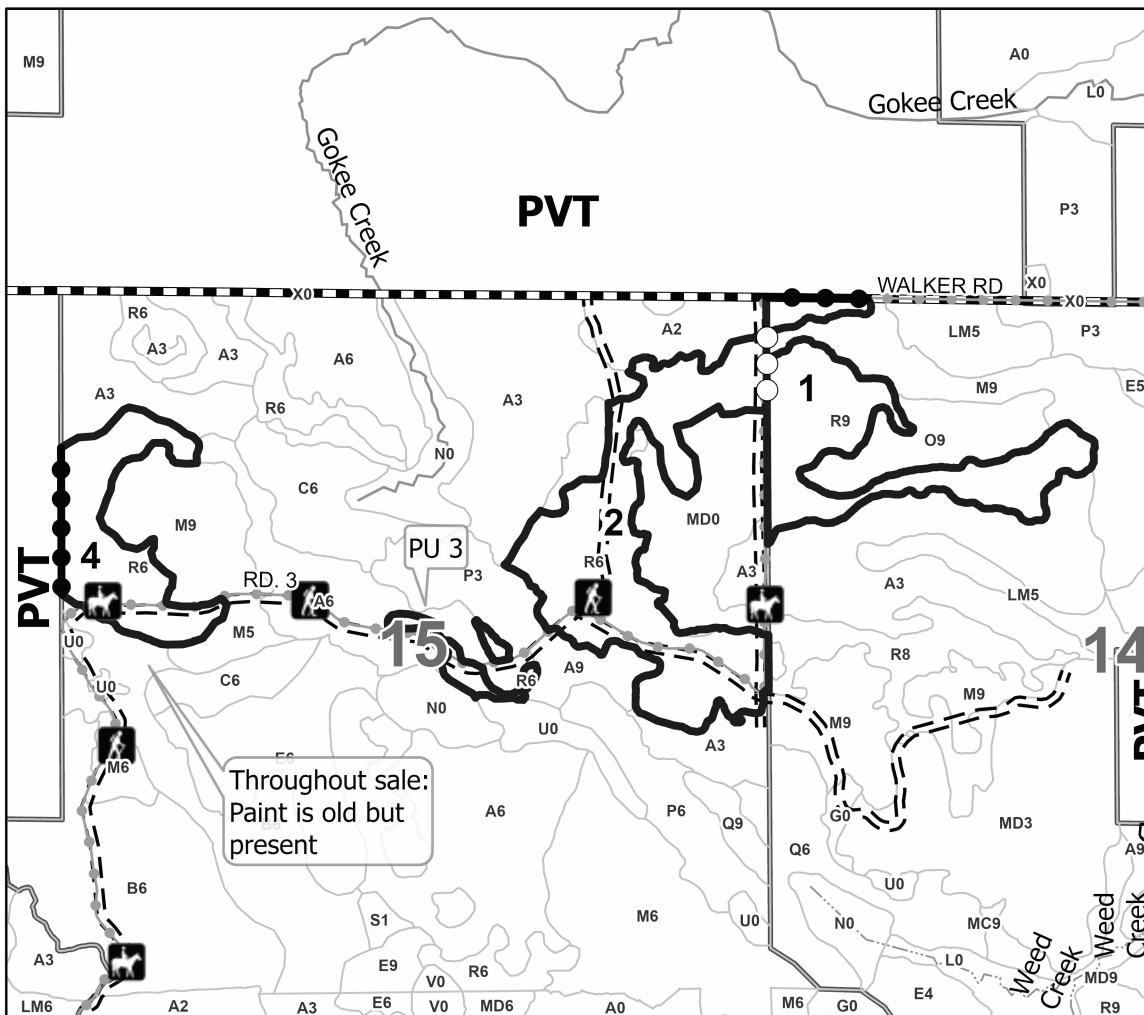 M9
A0
L0
Gokee Creek
Gokee Creek
PVT
P3
X0
WALKER RD
X0
X0
R6
A3
A3
A6
A2
LM5
P3
A3
R6
A3
1
M9
E5
R9
O9
N0
C6
M9
2
MD0
PU 3
PVT
4
R6
RD. 3
P3
R6
A3
A3
LM5
A6
15
M5
U0
C6
R6
A9
R8
14
U0
N0
U0
M9
M9
A3
PVT
M6
E6
Throughout sale:
Paint is old but
present
A6
P6
Q9
G0
MD3
Q6
A9
B6
U0
S1
M6
U0
N0
MC9
Weed
Creek
Weed
Creek
A3
E9
R6
V0
L0
MD9
LM6
A2
A3
E6
V0
MD6
A0
M6
G0
E4
R9